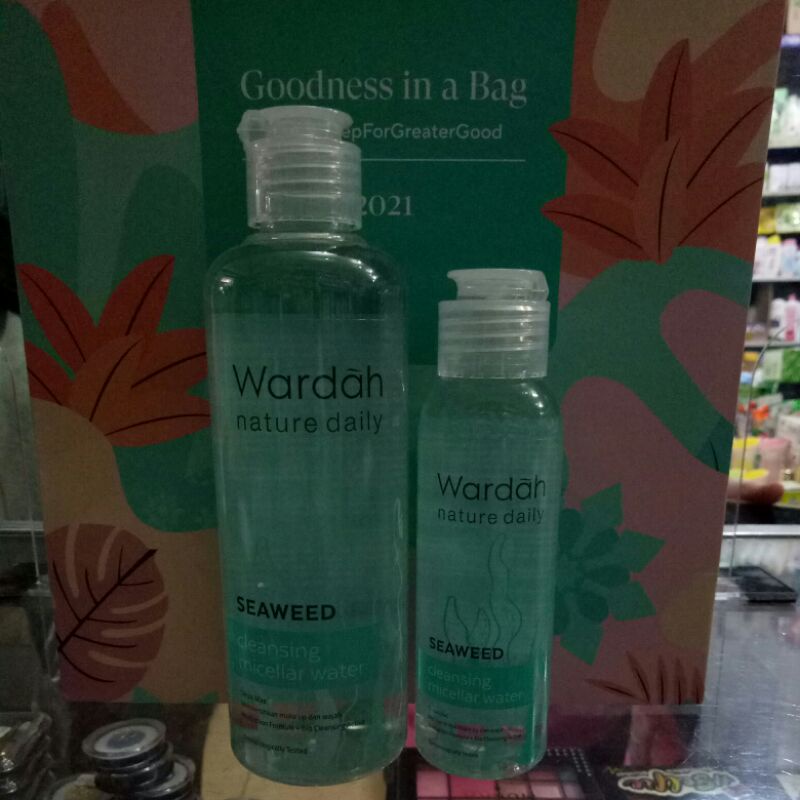 Goodness in a Bag
epForGreaterGood
2021
Wardah
nature daily
SEAWEED
cleansing
micellar water
Wardah
nature daily
SEAWEED
cleansing
micellar water